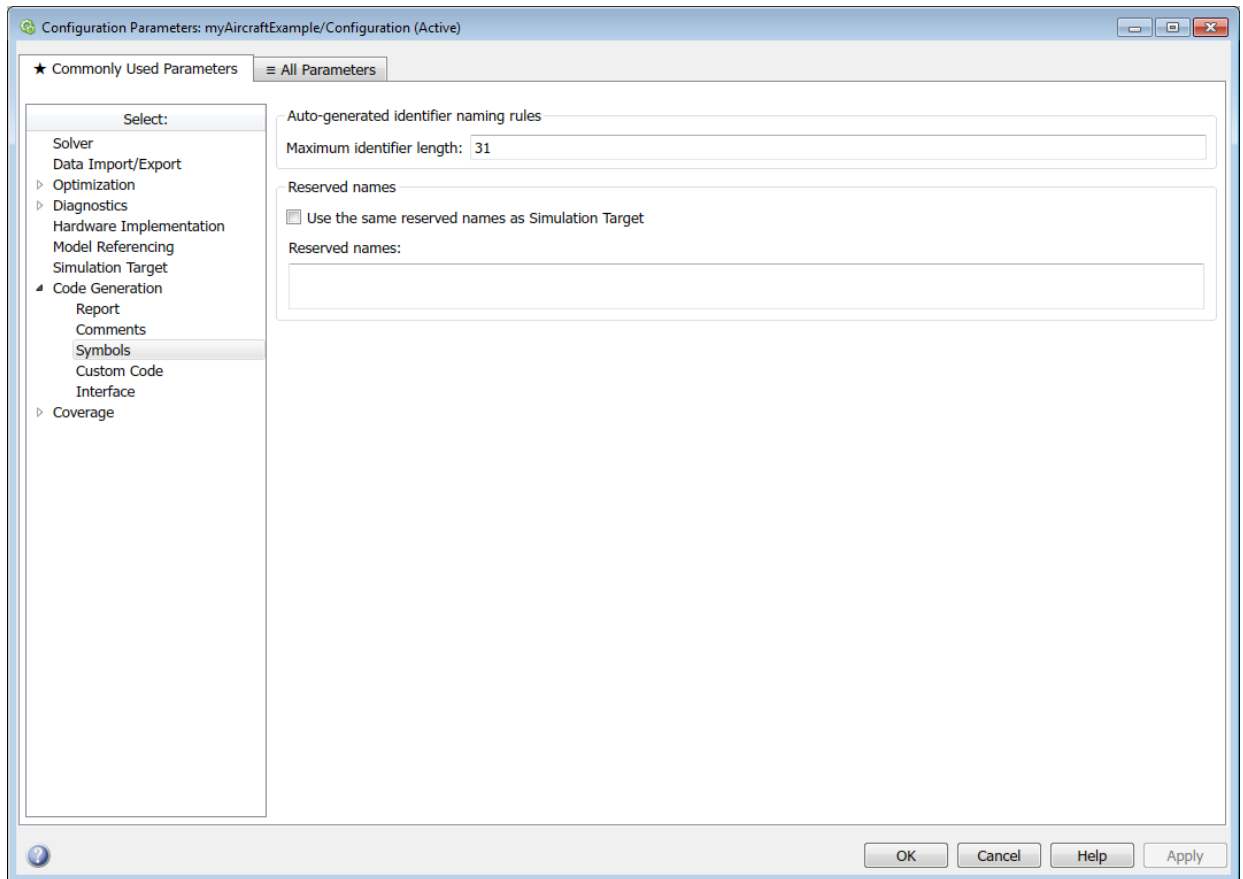 Configuration Parameters: myAircraftExample/Configuration (Active)
★ Commonly Used Parameters
≡ All Parameters
Select:
Solver
Data Import/Export
Optimization
Diagnostics
Hardware Implementation
Model Referencing
Simulation Target
Code Generation
Report
Comments
Symbols
Custom Code
Interface
Coverage
Auto-generated identifier naming rules
Maximum identifier length: 31
Reserved names
Use the same reserved names as Simulation Target
Reserved names:
?
OK
Cancel
Help
Apply